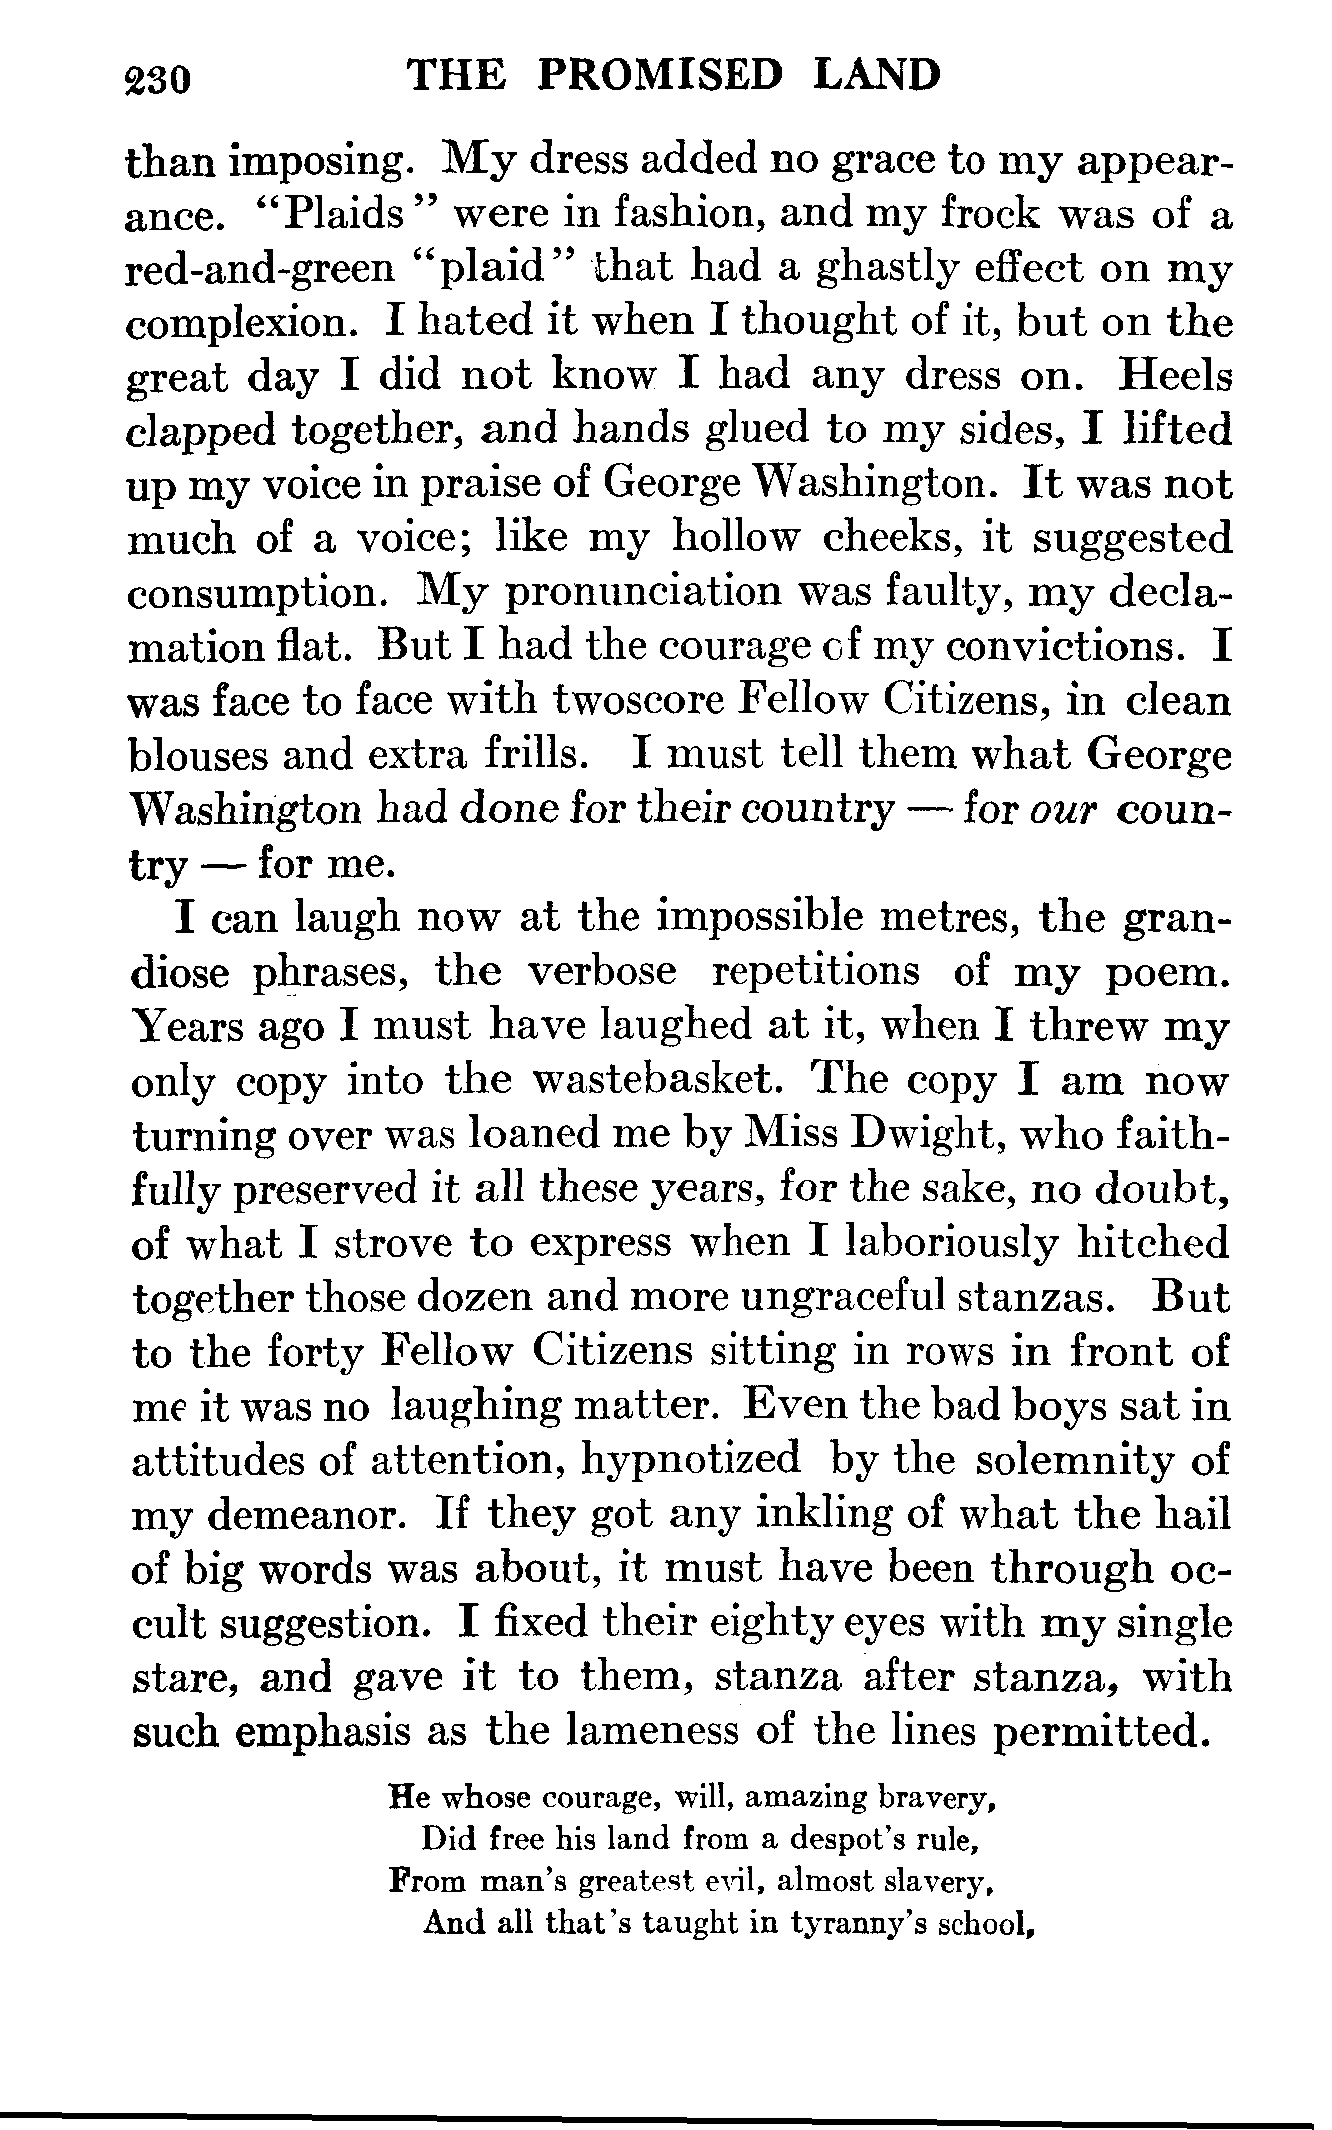 230 THE PROMISED LAND
than imposing. My dress added no grace to my appear-
ance. "Plaids" were in fashion, and my frock was of a
red-and-green "plaid" that had a ghastly effect on my
complexion. I hated it when I thought of it, but on the
great day I did not know I had any dress on. Heels
clapped together, and hands glued to my sides, I lifted
up my voice in praise of George Washington. It was not
much of a voice; like my hollow cheeks, it suggested
consumption. My pronunciation was faulty, my decla-
mation flat. But I had the courage of my convictions. I
was face to face with twoscore Fellow Citizens, in clean
blouses and extra frills. I must tell them what George
Washington had done for their country — for our coun-
try — for me.
I can laugh now at the impossible metres, the gran-
diose phrases, the verbose repetitions of my poem.
Years ago I must have laughed at it, when I threw my
only copy into the wastebasket. The copy I am now
turning over was loaned me by Miss Dwight, who faith-
fully preserved it all these years, for the sake, no doubt,
of what I strove to express when I laboriously hitched
together those dozen and more ungraceful stanzas. But
to the forty Fellow Citizens sitting in rows in front of
me it was no laughing matter. Even the bad boys sat in
attitudes of attention, hypnotized by the solemnity of
my demeanor. If they got any inkling of what the hail
of big words was about, it must have been through oc-
cult suggestion. I fixed their eighty eyes with my single
stare, and gave it to them, stanza after stanza, with
such emphasis as the lameness of the lines permitted.
He whose courage, will, amazing bravery,
Did free his land from a despot's rule,
From man's greatest evil, almost slavery,
And all that's taught in tyranny's school,